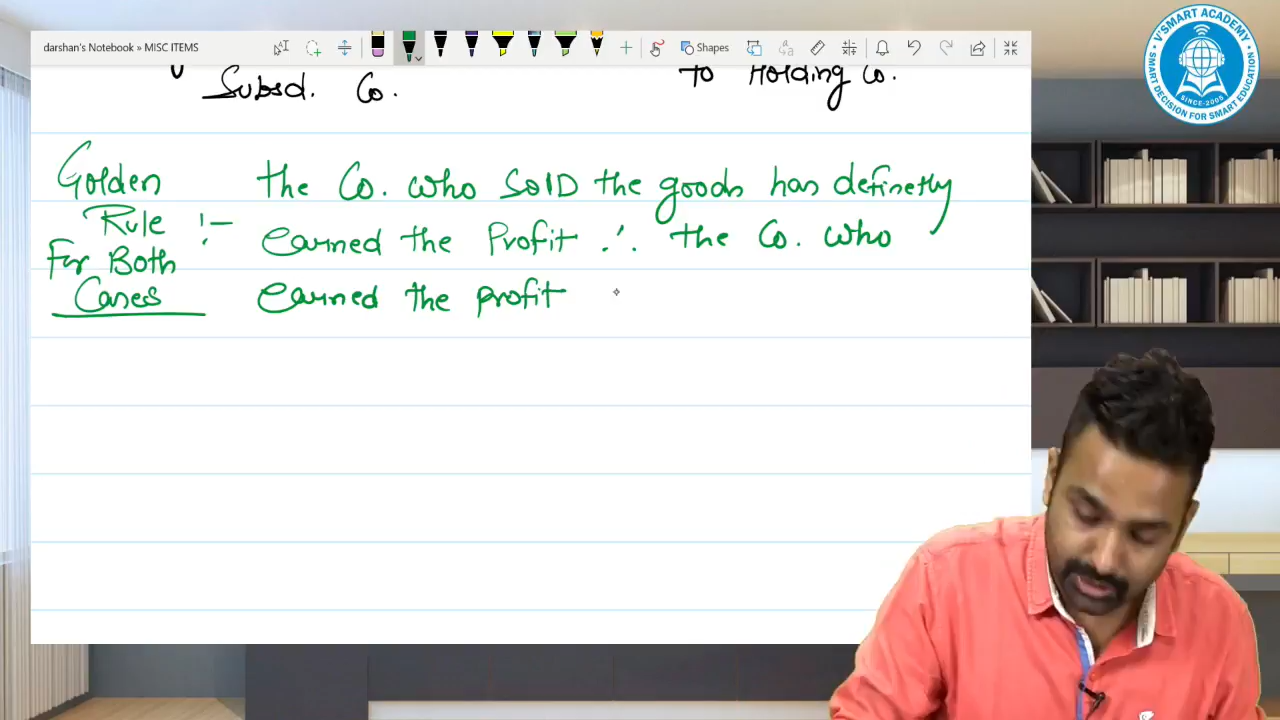 darshan's Notebook » MISC ITEMS
Shapes
V'SMART ACADEMY
SINCE-2005
SMART DECISION FOR SMART EDUCATION
Subsd. Co.
To Holding Co.
Golden Rule :- For Both Cases
the Co. who SolD the goods has definetly
earned the Profit ∴ the Co. who
earned the profit